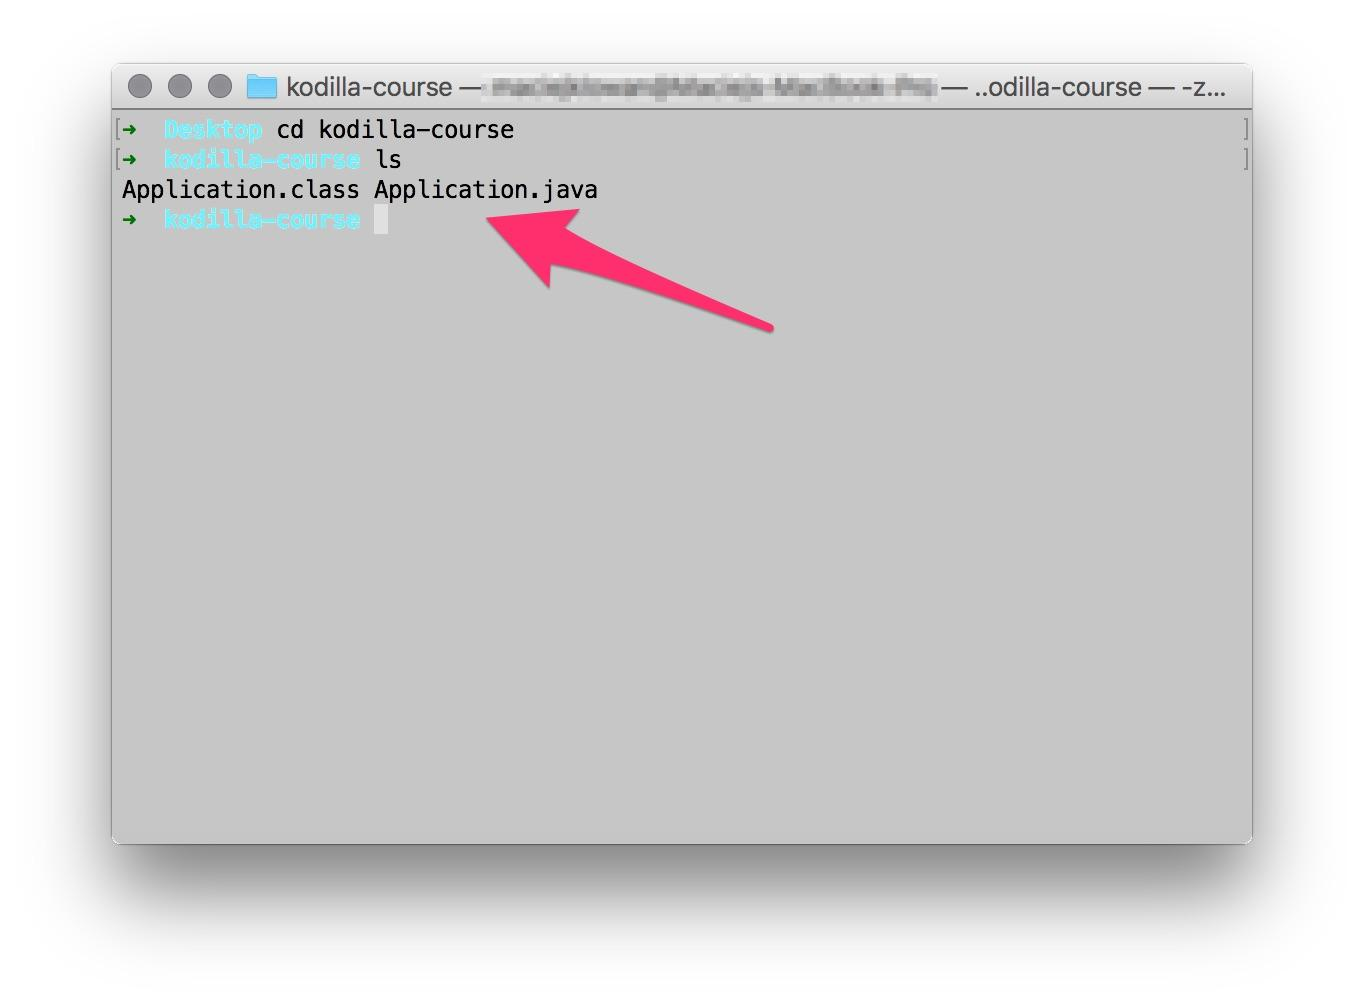 kodilla-course — — ..odilla-course — -z...
[➜ Desktop cd kodilla-course ]
[➜ kodilla-course ls ]
Application.class Application.java
➜ kodilla-course